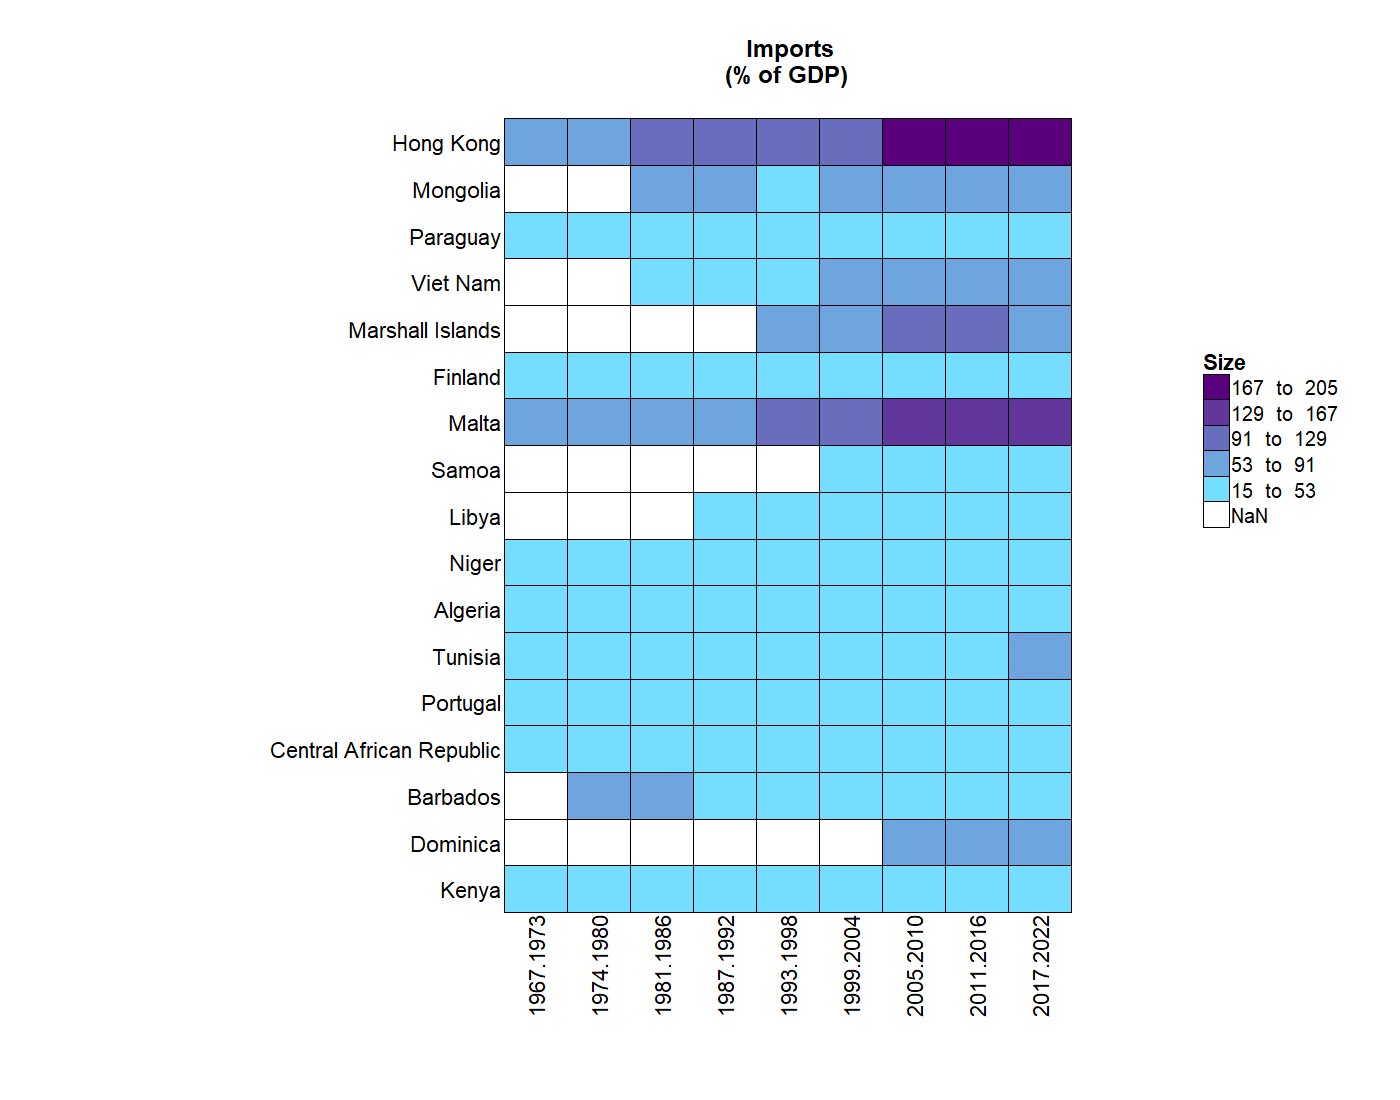 Imports
(% of GDP)
Hong Kong
Mongolia
Paraguay
Viet Nam
Marshall Islands
Finland
Malta
Samoa
Libya
Niger
Algeria
Tunisia
Portugal
Central African Republic
Barbados
Dominica
Kenya
1967.1973
1974.1980
1981.1986
1987.1992
1993.1998
1999.2004
2005.2010
2011.2016
2017.2022
Size
167 to 205
129 to 167
91 to 129
53 to 91
15 to 53
NaN